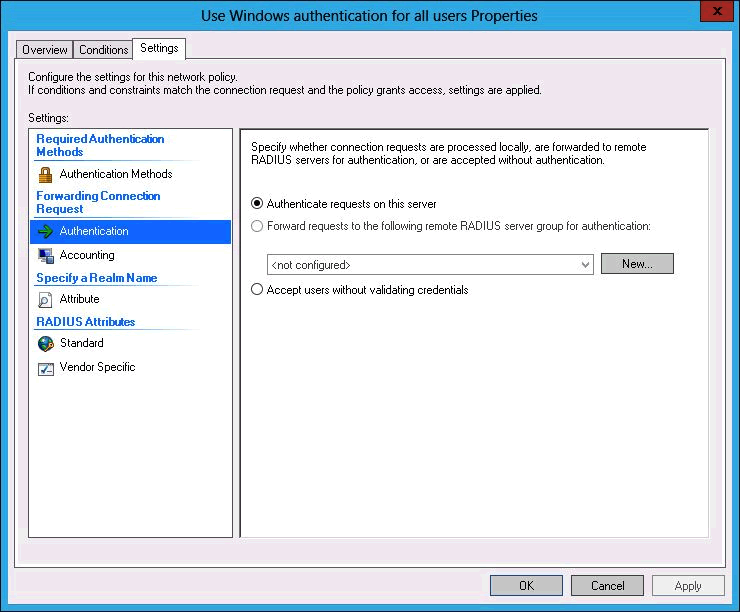 Use Windows authentication for all users Properties
x
Overview
Conditions
Settings
Configure the settings for this network policy.
If conditions and constraints match the connection request and the policy grants access, settings are applied.
Settings:
Required Authentication
Methods
Authentication Methods
Forwarding Connection
Request
Authentication
Accounting
Specify a Realm Name
Attribute
RADIUS Attributes
Standard
Vendor Specific
Specify whether connection requests are processed locally, are forwarded to remote
RADIUS servers for authentication, or are accepted without authentication.
Authenticate requests on this server
Forward requests to the following remote RADIUS server group for authentication:
<not configured>
New...
Accept users without validating credentials
OK
Cancel
Apply